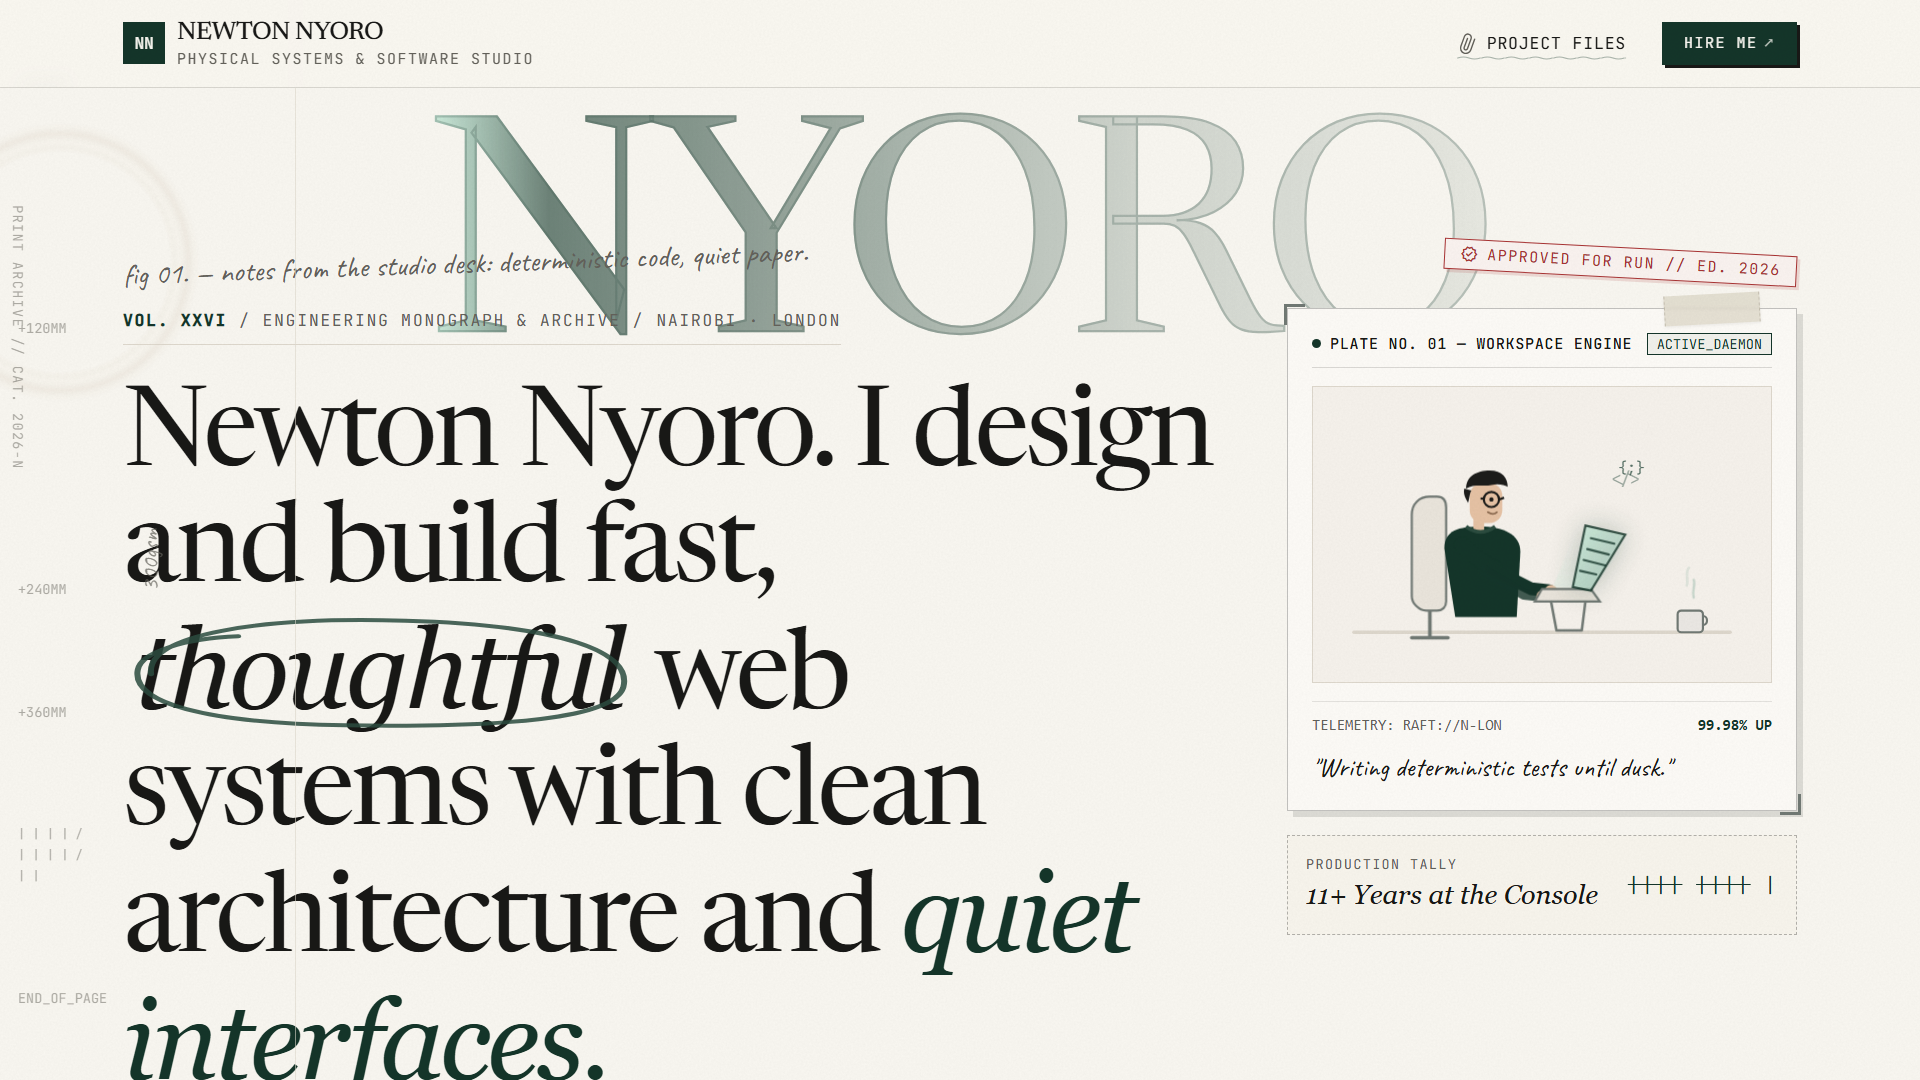 NN
NEWTON NYORO
PHYSICAL SYSTEMS & SOFTWARE STUDIO
PROJECT FILES
HIRE ME ↗
NYORO
PRINT ARCHIVE // CAT. 2026-N
+120MM
+240MM
300gsm
+360MM
| | | | /
| | | | /
| |
END_OF_PAGE
fig 01. — notes from the studio desk: deterministic code, quiet paper.
VOL. XXVI / ENGINEERING MONOGRAPH & ARCHIVE / NAIROBI · LONDON
Newton Nyoro. I design
and build fast,
thoughtful web
systems with clean
architecture and quiet
interfaces.
APPROVED FOR RUN // ED. 2026
PLATE NO. 01 — WORKSPACE ENGINE
ACTIVE_DAEMON
{;}
</>
TELEMETRY: RAFT://N-LON
99.98% UP
"Writing deterministic tests until dusk."
PRODUCTION TALLY
11+ Years at the Console